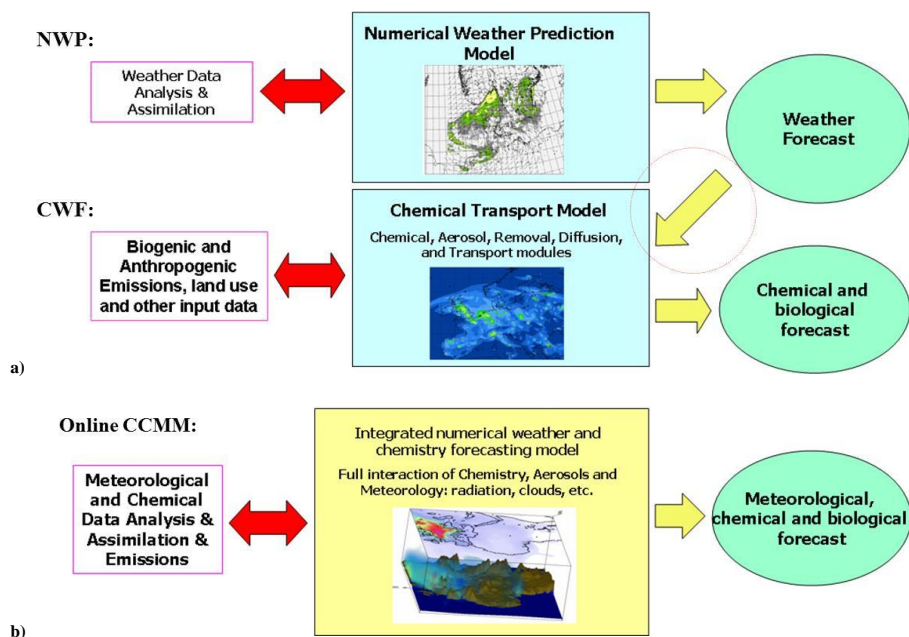 NWP:
Weather Data
Analysis &
Assimilation
Numerical Weather Prediction
Model
Weather
Forecast
CWF:
Biogenic and
Anthropogenic
Emissions, land use
and other input data
Chemical Transport Model
Chemical, Aerosol, Removal, Diffusion,
and Transport modules
Chemical and
biological
forecast
a)
Online CCMM:
Meteorological
and Chemical
Data Analysis &
Assimilation &
Emissions
Integrated numerical weather and
chemistry forecasting model
Full interaction of Chemistry, Aerosols and
Meteorology: radiation, clouds, etc.
Meteorological,
chemical and biological
forecast
b)